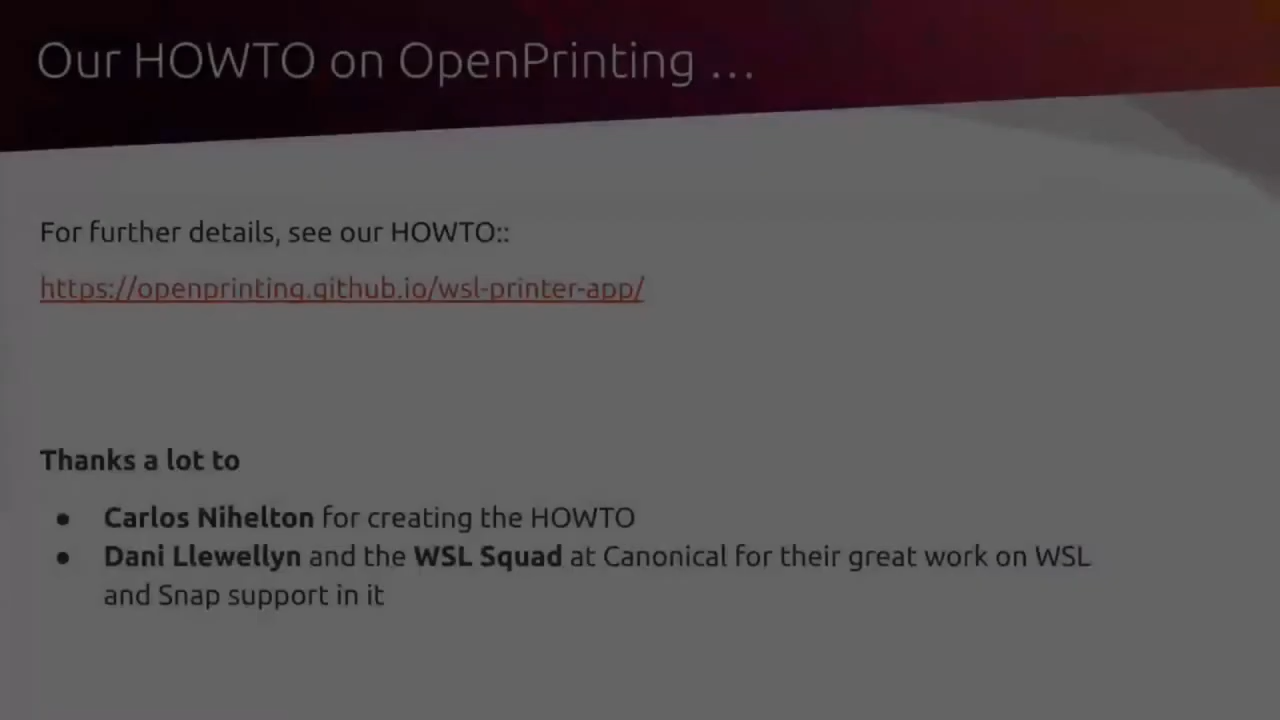 Our HOWTO on OpenPrinting …
For further details, see our HOWTO::
https://openprinting.github.io/wsl-printer-app/
Thanks a lot to
● Carlos Nihelton for creating the HOWTO
● Dani Llewellyn and the WSL Squad at Canonical for their great work on WSL
and Snap support in it